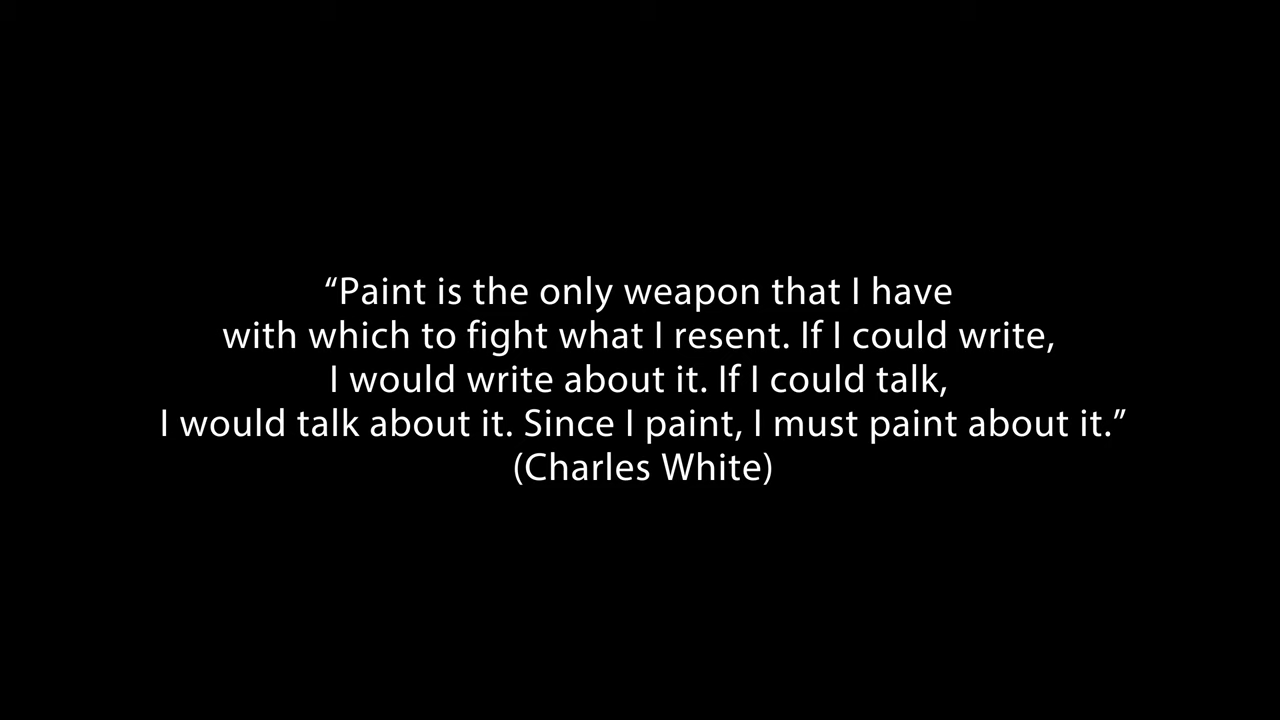 “Paint is the only weapon that I have
with which to fight what I resent. If I could write,
I would write about it. If I could talk,
I would talk about it. Since I paint, I must paint about it.”
(Charles White)